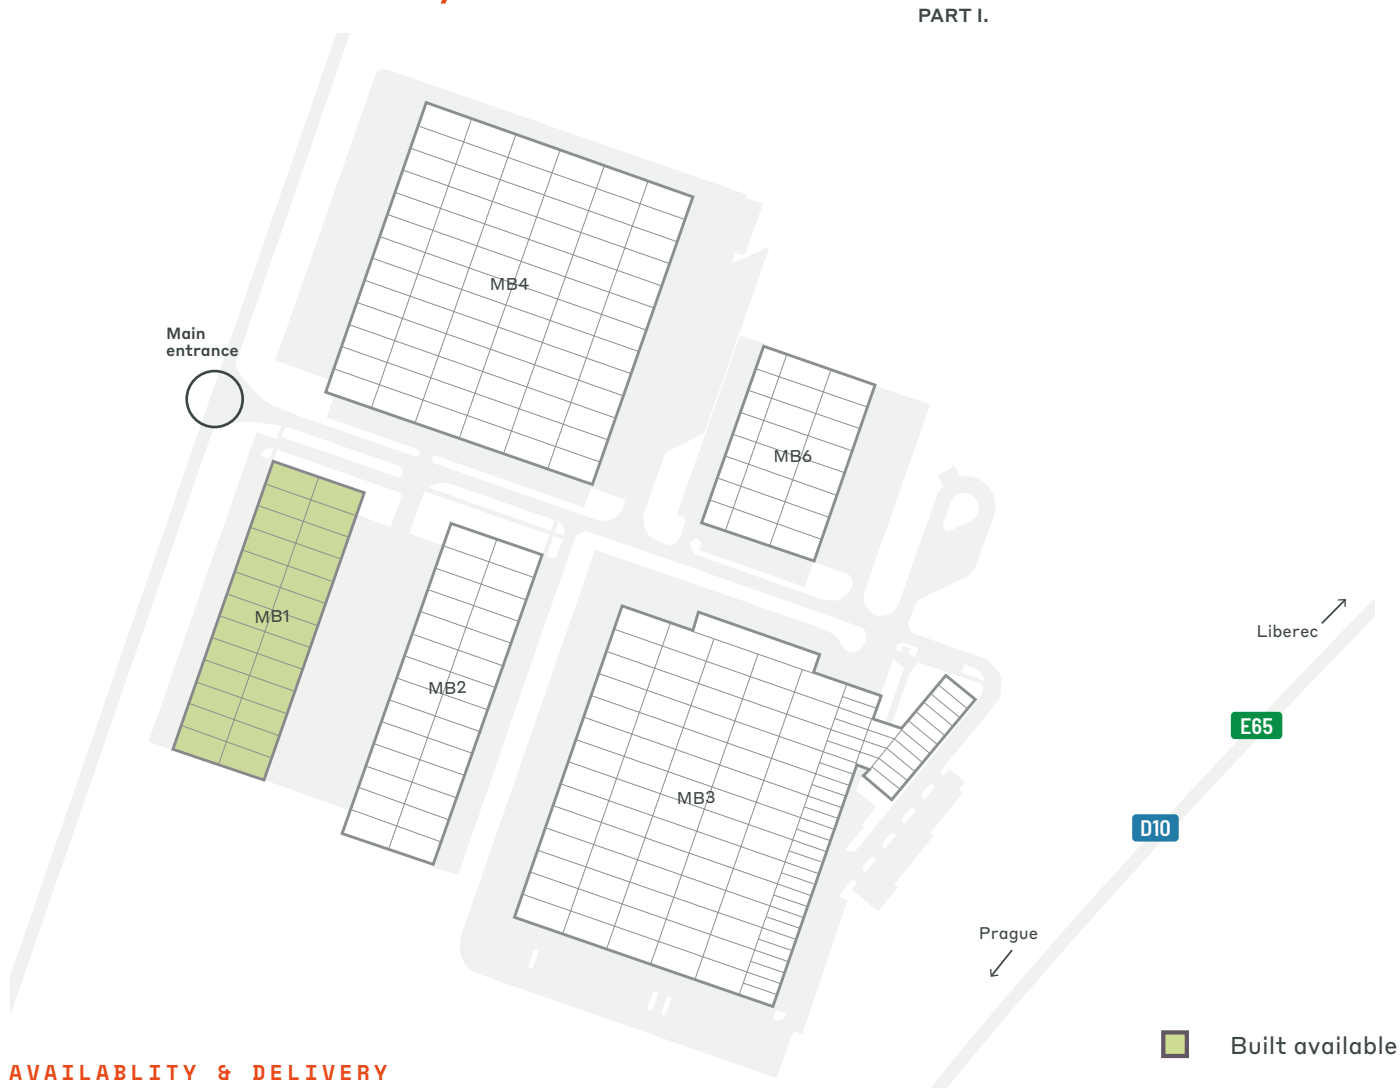 PART I.
MB4
Main
entrance
MB6
MB1
Liberec
MB2
E65
MB3
D10
Prague
Built available
AVAILABLITY & DELIVERY